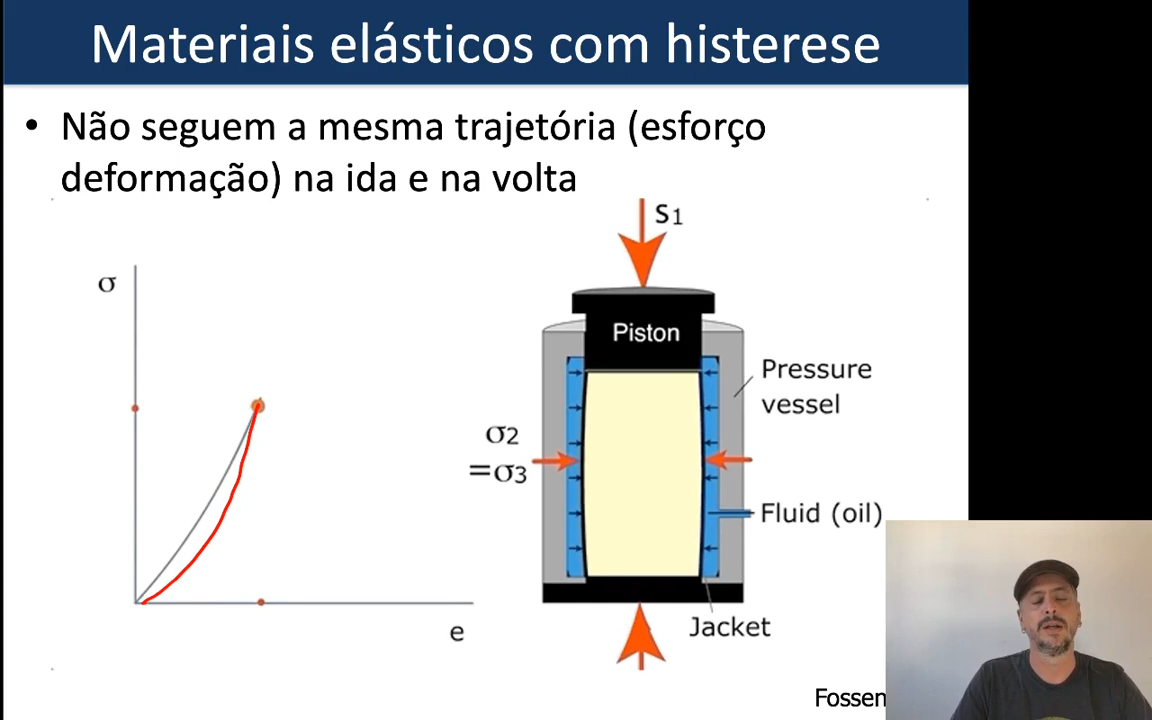 Materiais elásticos com histerese
• Não seguem a mesma trajetória (esforço
deformação) na ida e na volta
s1
σ
Piston
Pressure
vessel
σ2
=σ3
Fluid (oil)
e
Jacket
Fossen